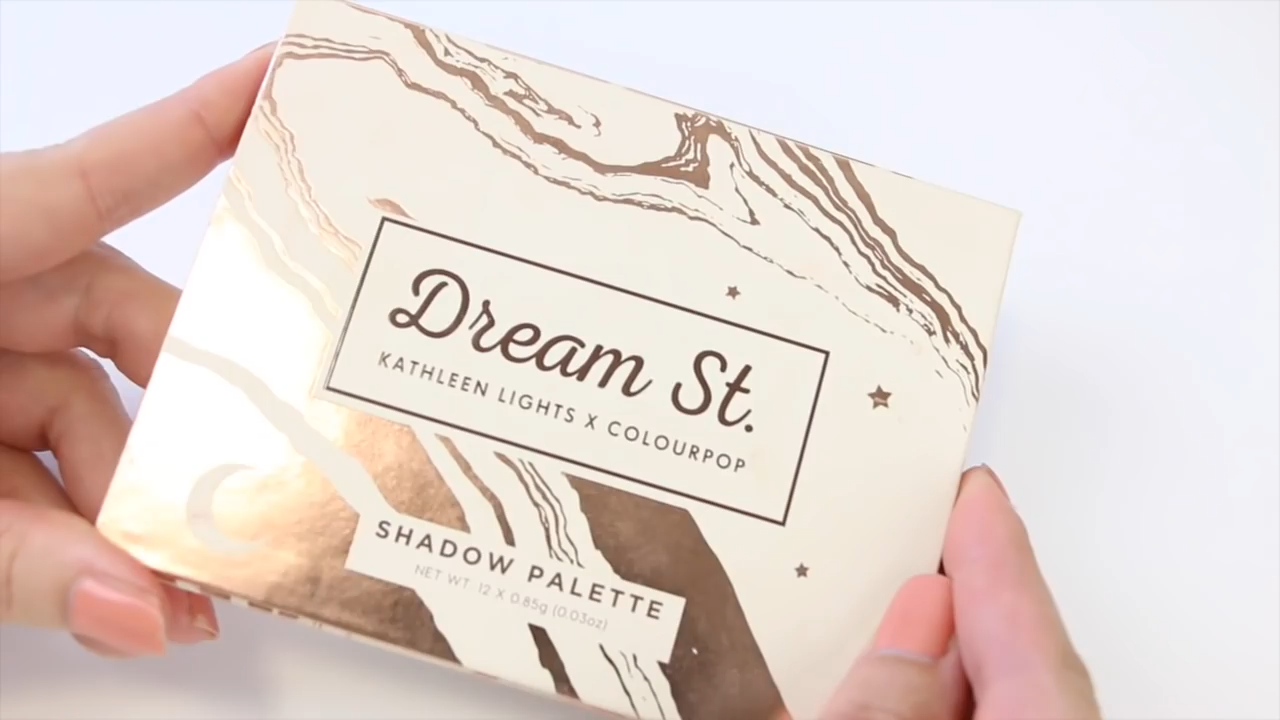 Dream St.
KATHLEEN LIGHTS X COLOURPOP
SHADOW PALETTE
NET WT. 12 X 0.85g (0.03oz)